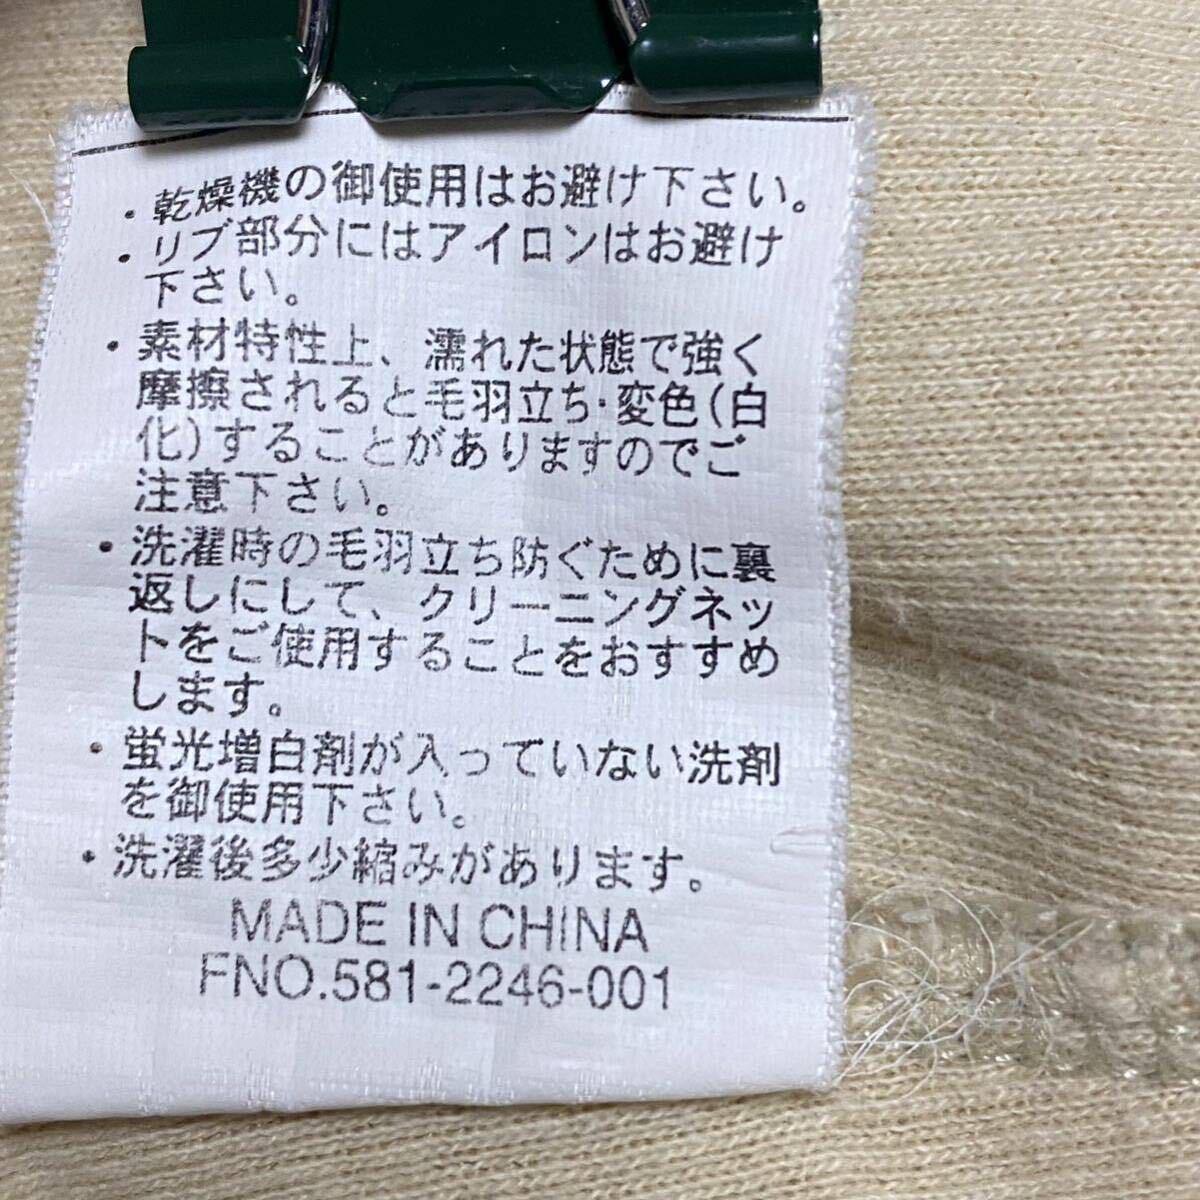 ・乾燥機の御使用はお避け下さい。
・リブ部分にはアイロンはお避け
下さい。
・素材特性上、濡れた状態で強く
摩擦されると毛羽立ち・変色(白
化)することがありますのでご
注意下さい。
・洗濯時の毛羽立ち防ぐために裏
返しにして、クリーニングネッ
トをご使用することをおすすめ
します。
・蛍光増白剤が入っていない洗剤
を御使用下さい。
・洗濯後多少縮みがあります。
MADE IN CHINA
FNO.581-2246-001